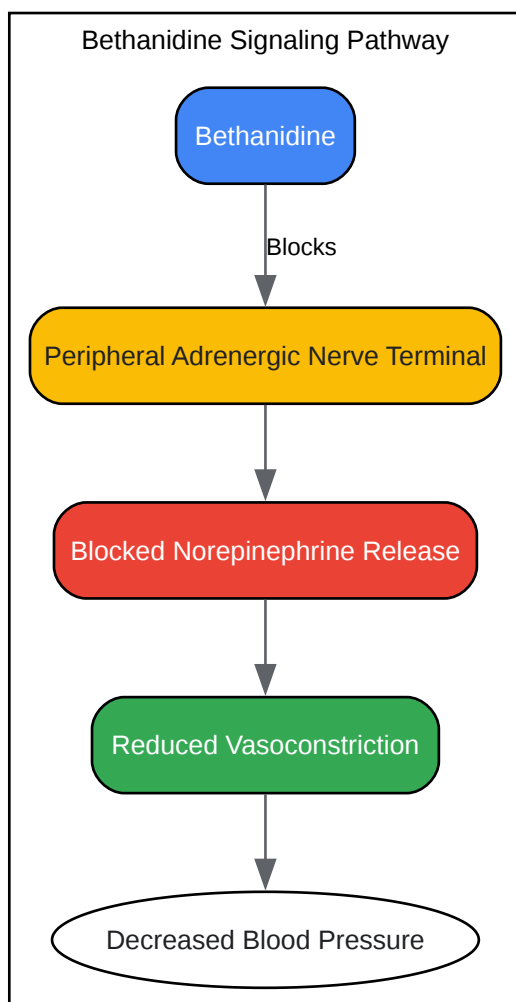 Bethanidine Signaling Pathway
Bethanidine
Blocks
Peripheral Adrenergic Nerve Terminal
Blocked Norepinephrine Release
Reduced Vasoconstriction
Decreased Blood Pressure